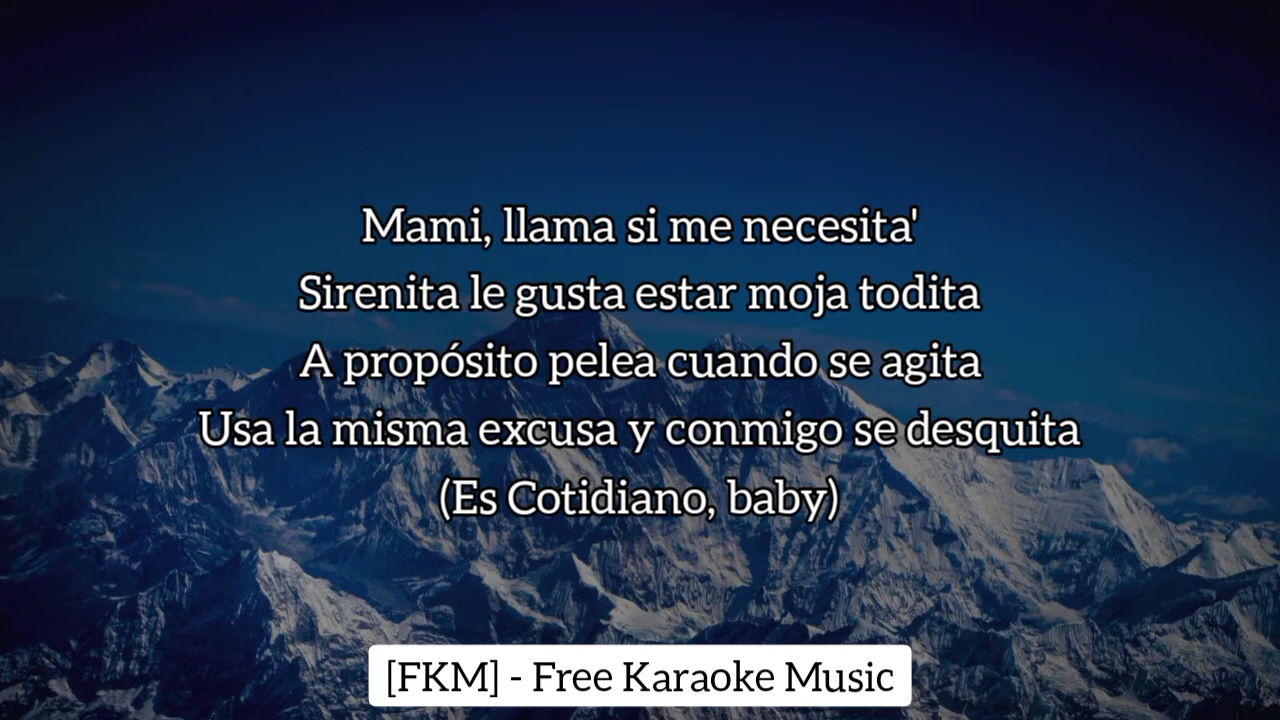 Mami, llama si me necesita'
Sirenita le gusta estar moja todita
A propósito pelea cuando se agita
Usa la misma excusa y conmigo se desquita
(Es Cotidiano, baby)
[FKM] - Free Karaoke Music